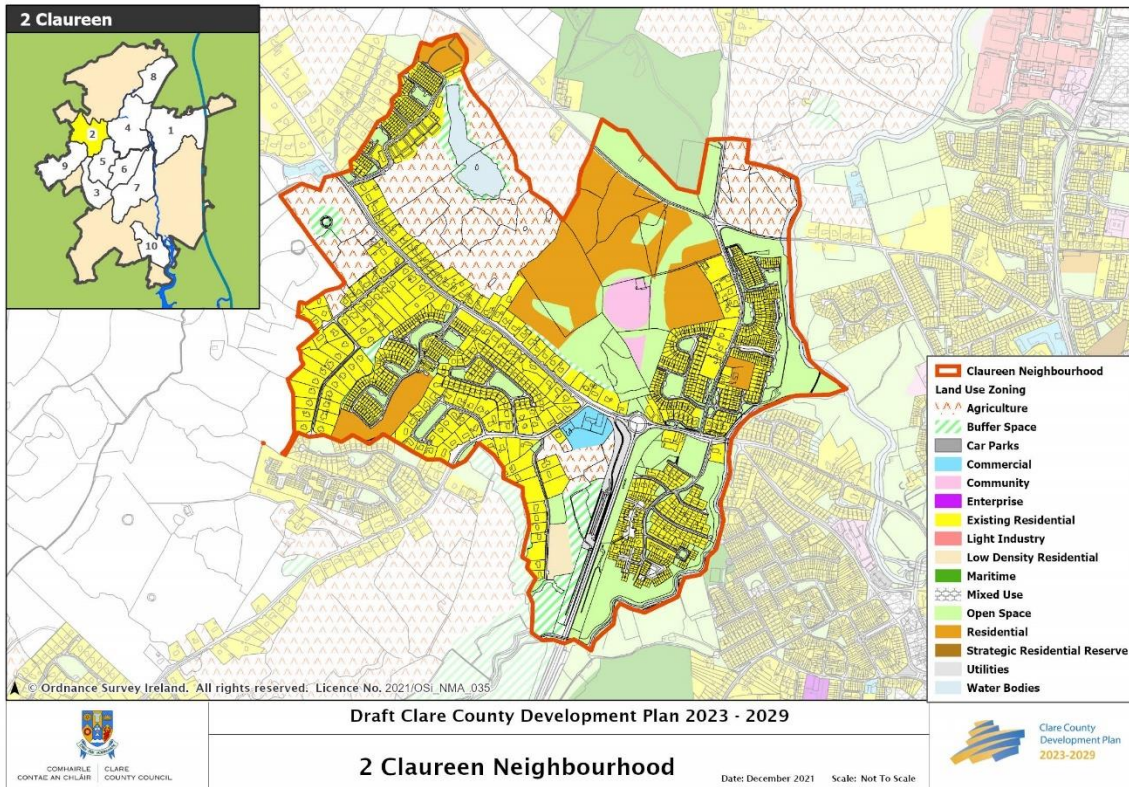 2 Claureen
8
2
4
1
9
5
6
3
7
10
Claureen Neighbourhood
Land Use Zoning
Agriculture
Buffer Space
Car Parks
Commercial
Community
Enterprise
Existing Residential
Light Industry
Low Density Residential
Maritime
Mixed Use
Open Space
Residential
Strategic Residential Reserve
Utilities
Water Bodies
© Ordnance Survey Ireland. All rights reserved. Licence No. 2021/OSi_NMA_035
Draft Clare County Development Plan 2023 - 2029
2 Claureen Neighbourhood
Date: December 2021 Scale: Not To Scale
COMHAIRLE CLARE
CONTAE AN CHLÁIR COUNTY COUNCIL
Clare County
Development Plan
2023-2029